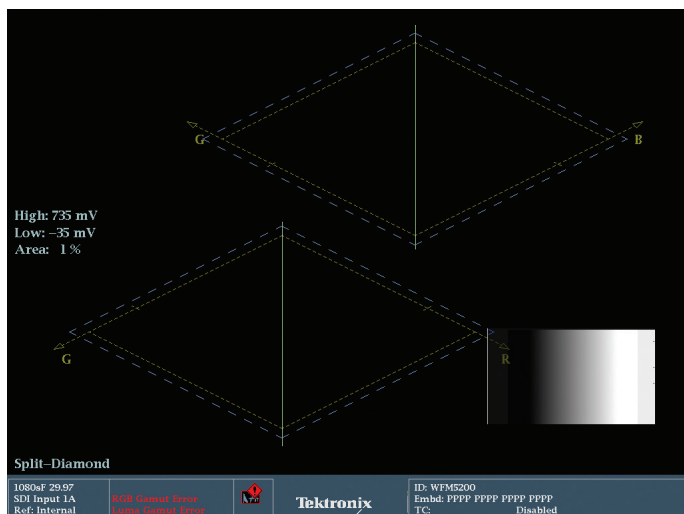 G
B
High: 735 mV
Low: -35 mV
Area: 1 %
G
R
Split-Diamond
1080sF 29.97
SDI Input 1A
Ref: Internal
RGB Gamut Error
Luma Gamut Error
Tektronix
ID: WFM5200
Embd: PPPP PPPP PPPP PPPP
TC: Disabled